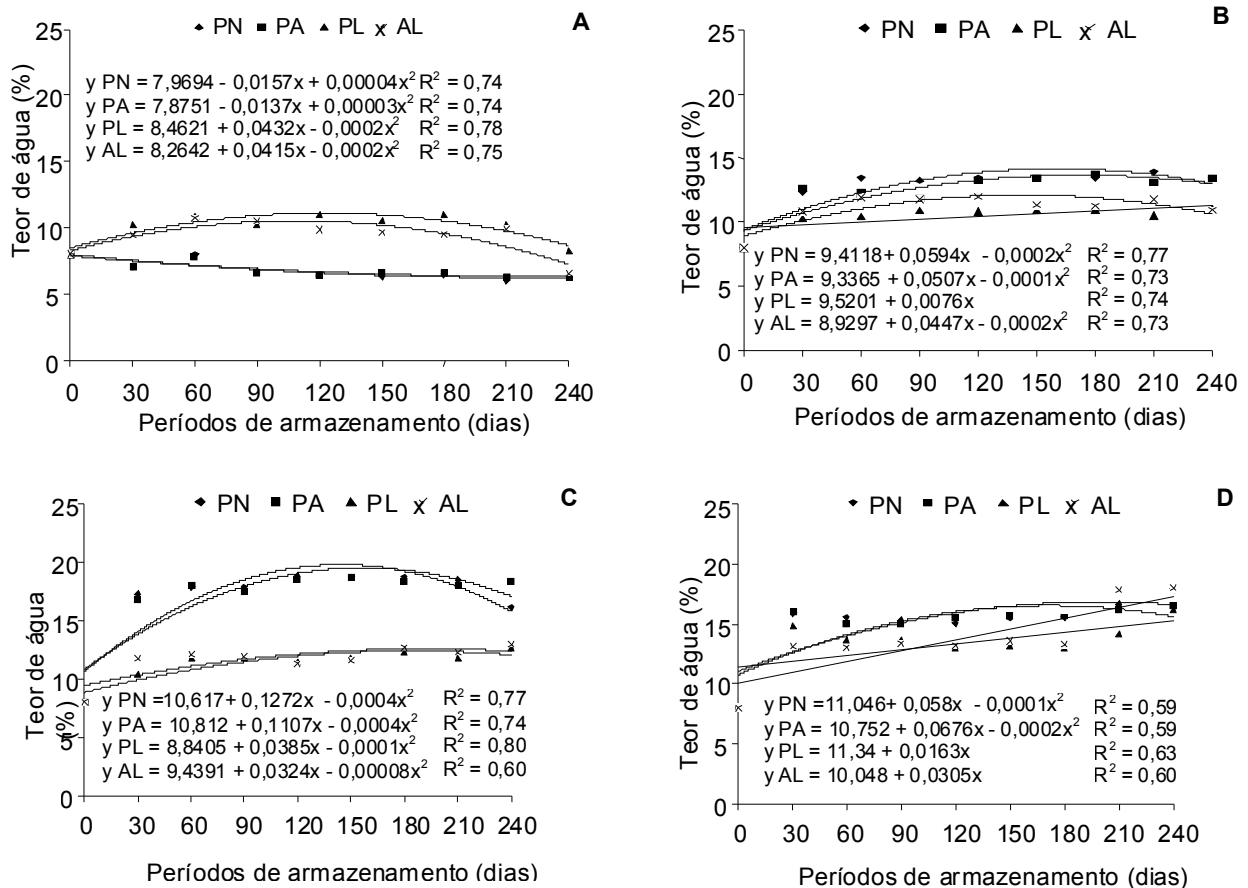 PN PA PL x AL A
25
20
15
10
5
0
Teor de água (%)
y PN = 7,9694 - 0,0157x + 0,00004x² R² = 0,74
y PA = 7,8751 - 0,0137x + 0,00003x² R² = 0,74
y PL = 8,4621 + 0,0432x - 0,0002x² R² = 0,78
y AL = 8,2642 + 0,0415x - 0,0002x² R² = 0,75
0 30 60 90 120 150 180 210 240
Períodos de armazenamento (dias)
PN PA PL x AL B
25
20
15
10
5
0
Teor de água (%)
y PN = 9,4118+ 0,0594x - 0,0002x² R² = 0,77
y PA = 9,3365 + 0,0507x - 0,0001x² R² = 0,73
y PL = 9,5201 + 0,0076x R² = 0,74
y AL = 8,9297 + 0,0447x - 0,0002x² R² = 0,73
0 30 60 90 120 150 180 210 240
Períodos de armazenamento (dias)
PN PA PL x AL C
25
20
15
10
5
0
Teor de água
(%)
y PN =10,617+ 0,1272x - 0,0004x² R² = 0,77
y PA = 10,812 + 0,1107x - 0,0004x² R² = 0,74
y PL = 8,8405 + 0,0385x - 0,0001x² R² = 0,80
y AL = 9,4391 + 0,0324x - 0,00008x² R² = 0,60
0 30 60 90 120 150 180 210 240
Períodos de armazenamento (dias)
PN PA PL x AL D
25
20
15
10
5
0
Teor de água (%)
y PN =11,046+ 0,058x - 0,0001x² R² = 0,59
y PA = 10,752 + 0,0676x - 0,0002x² R² = 0,59
y PL = 11,34 + 0,0163x R² = 0,63
y AL = 10,048 + 0,0305x R² = 0,60
0 30 60 90 120 150 180 210 240
Períodos de armazenamento (dias)